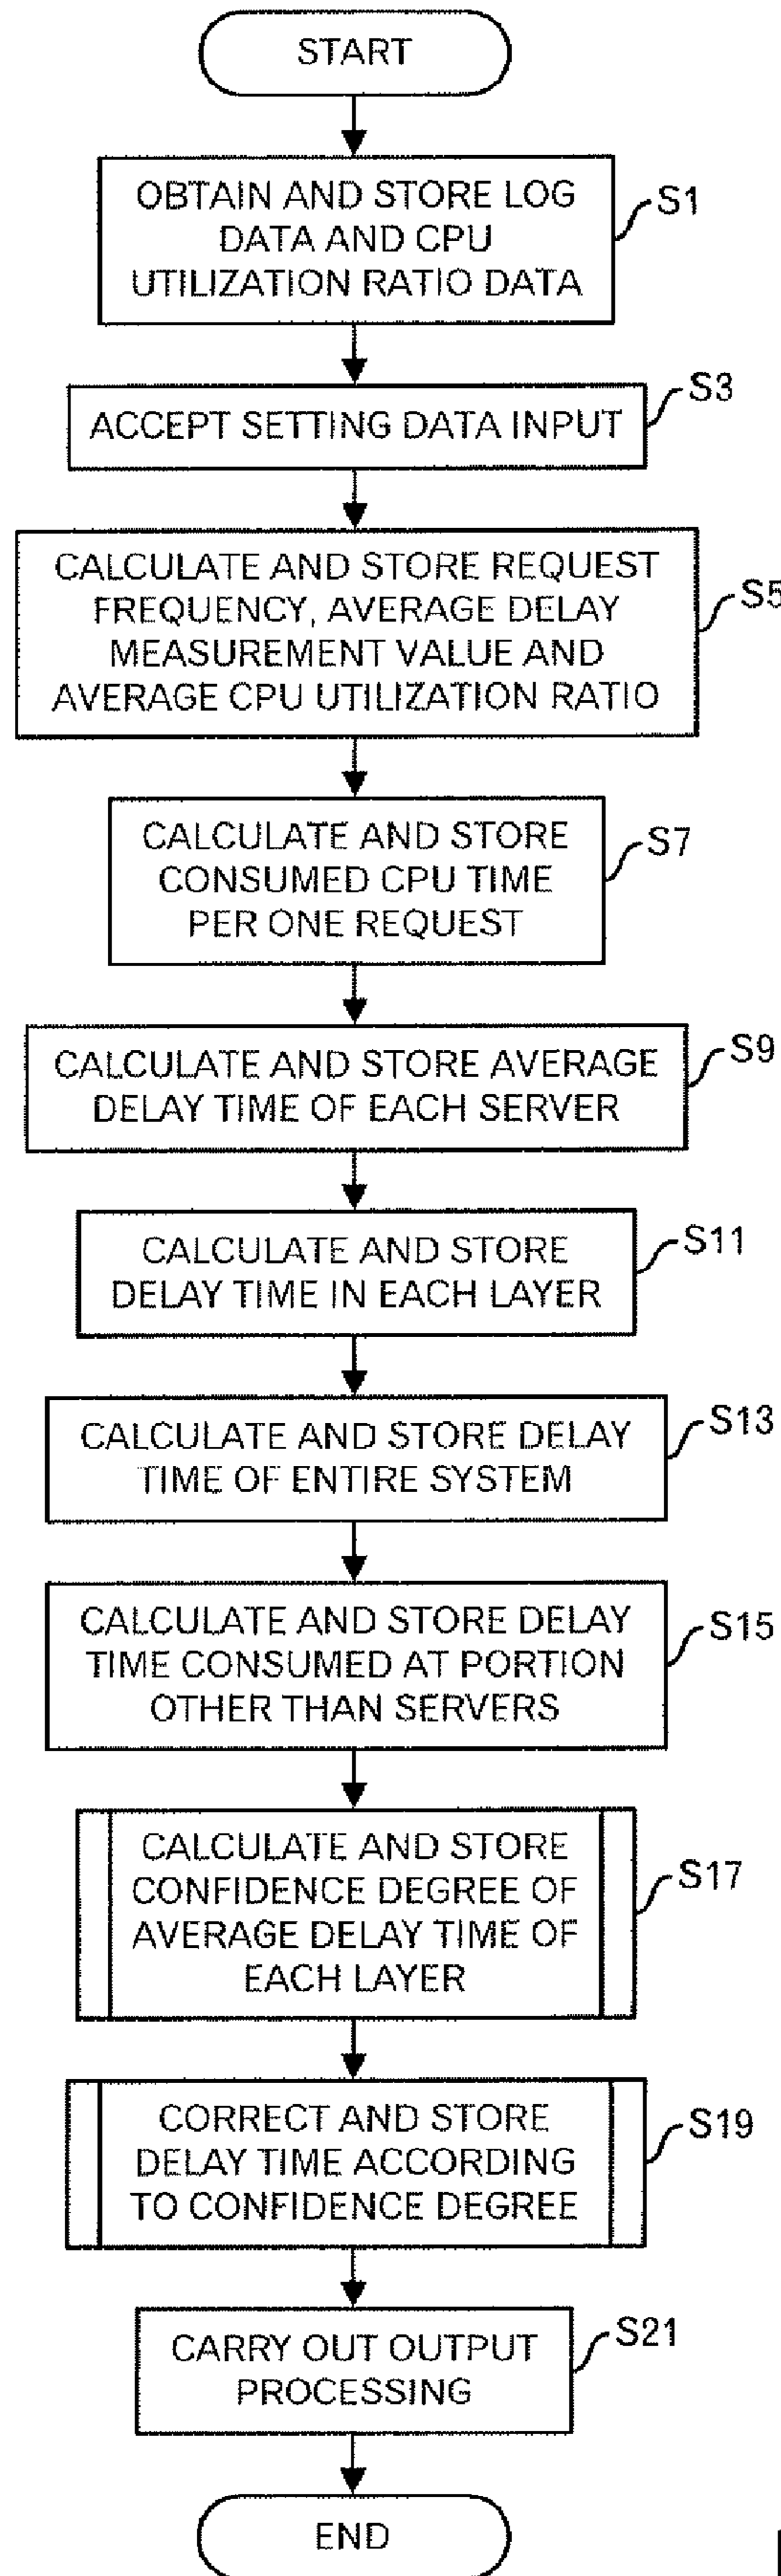 START
OBTAIN AND STORE LOG
DATA AND CPU
UTILIZATION RATIO DATA
S1
ACCEPT SETTING DATA INPUT
S3
CALCULATE AND STORE REQUEST
FREQUENCY, AVERAGE DELAY
MEASUREMENT VALUE AND
AVERAGE CPU UTILIZATION RATIO
S5
CALCULATE AND STORE
CONSUMED CPU TIME
PER ONE REQUEST
S7
CALCULATE AND STORE AVERAGE
DELAY TIME OF EACH SERVER
S9
CALCULATE AND STORE
DELAY TIME IN EACH LAYER
S11
CALCULATE AND STORE DELAY
TIME OF ENTIRE SYSTEM
S13
CALCULATE AND STORE DELAY
TIME CONSUMED AT PORTION
OTHER THAN SERVERS
S15
CALCULATE AND STORE
CONFIDENCE DEGREE OF
AVERAGE DELAY TIME OF
EACH LAYER
S17
CORRECT AND STORE
DELAY TIME ACCORDING
TO CONFIDENCE DEGREE
S19
CARRY OUT OUTPUT
PROCESSING
S21
END